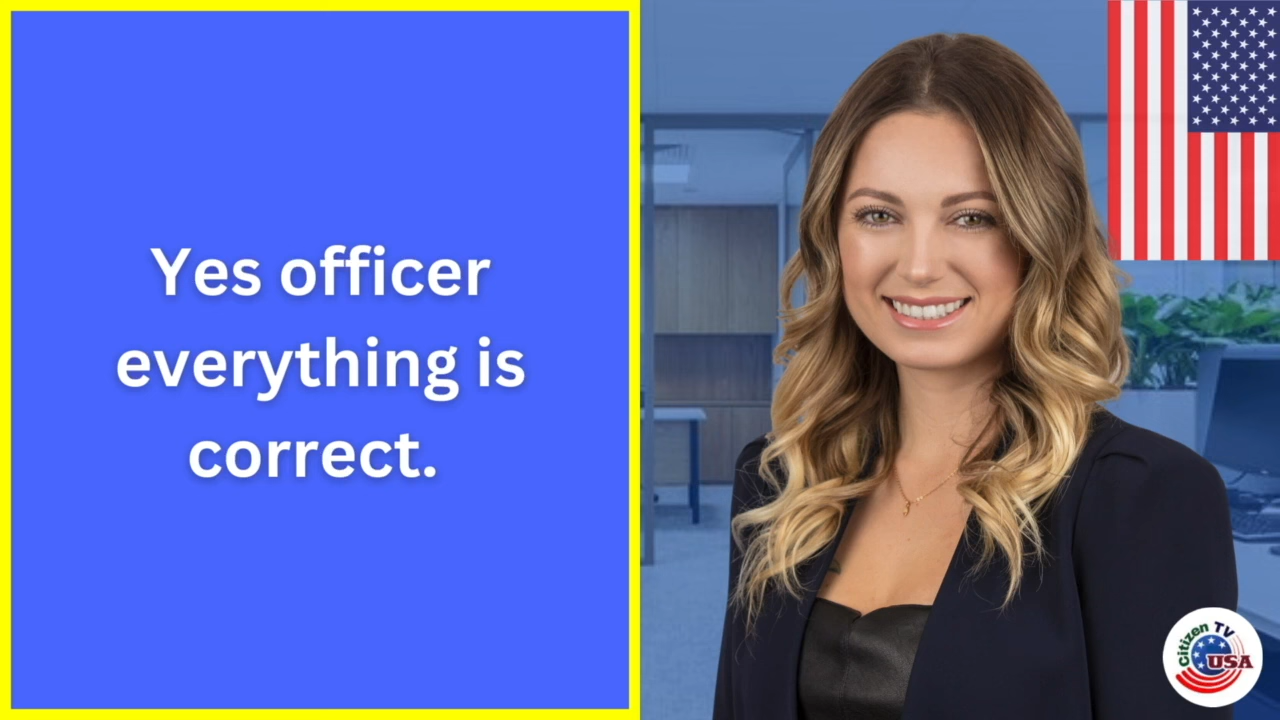 Yes officer
everything is
correct.
Citizen TV
USA